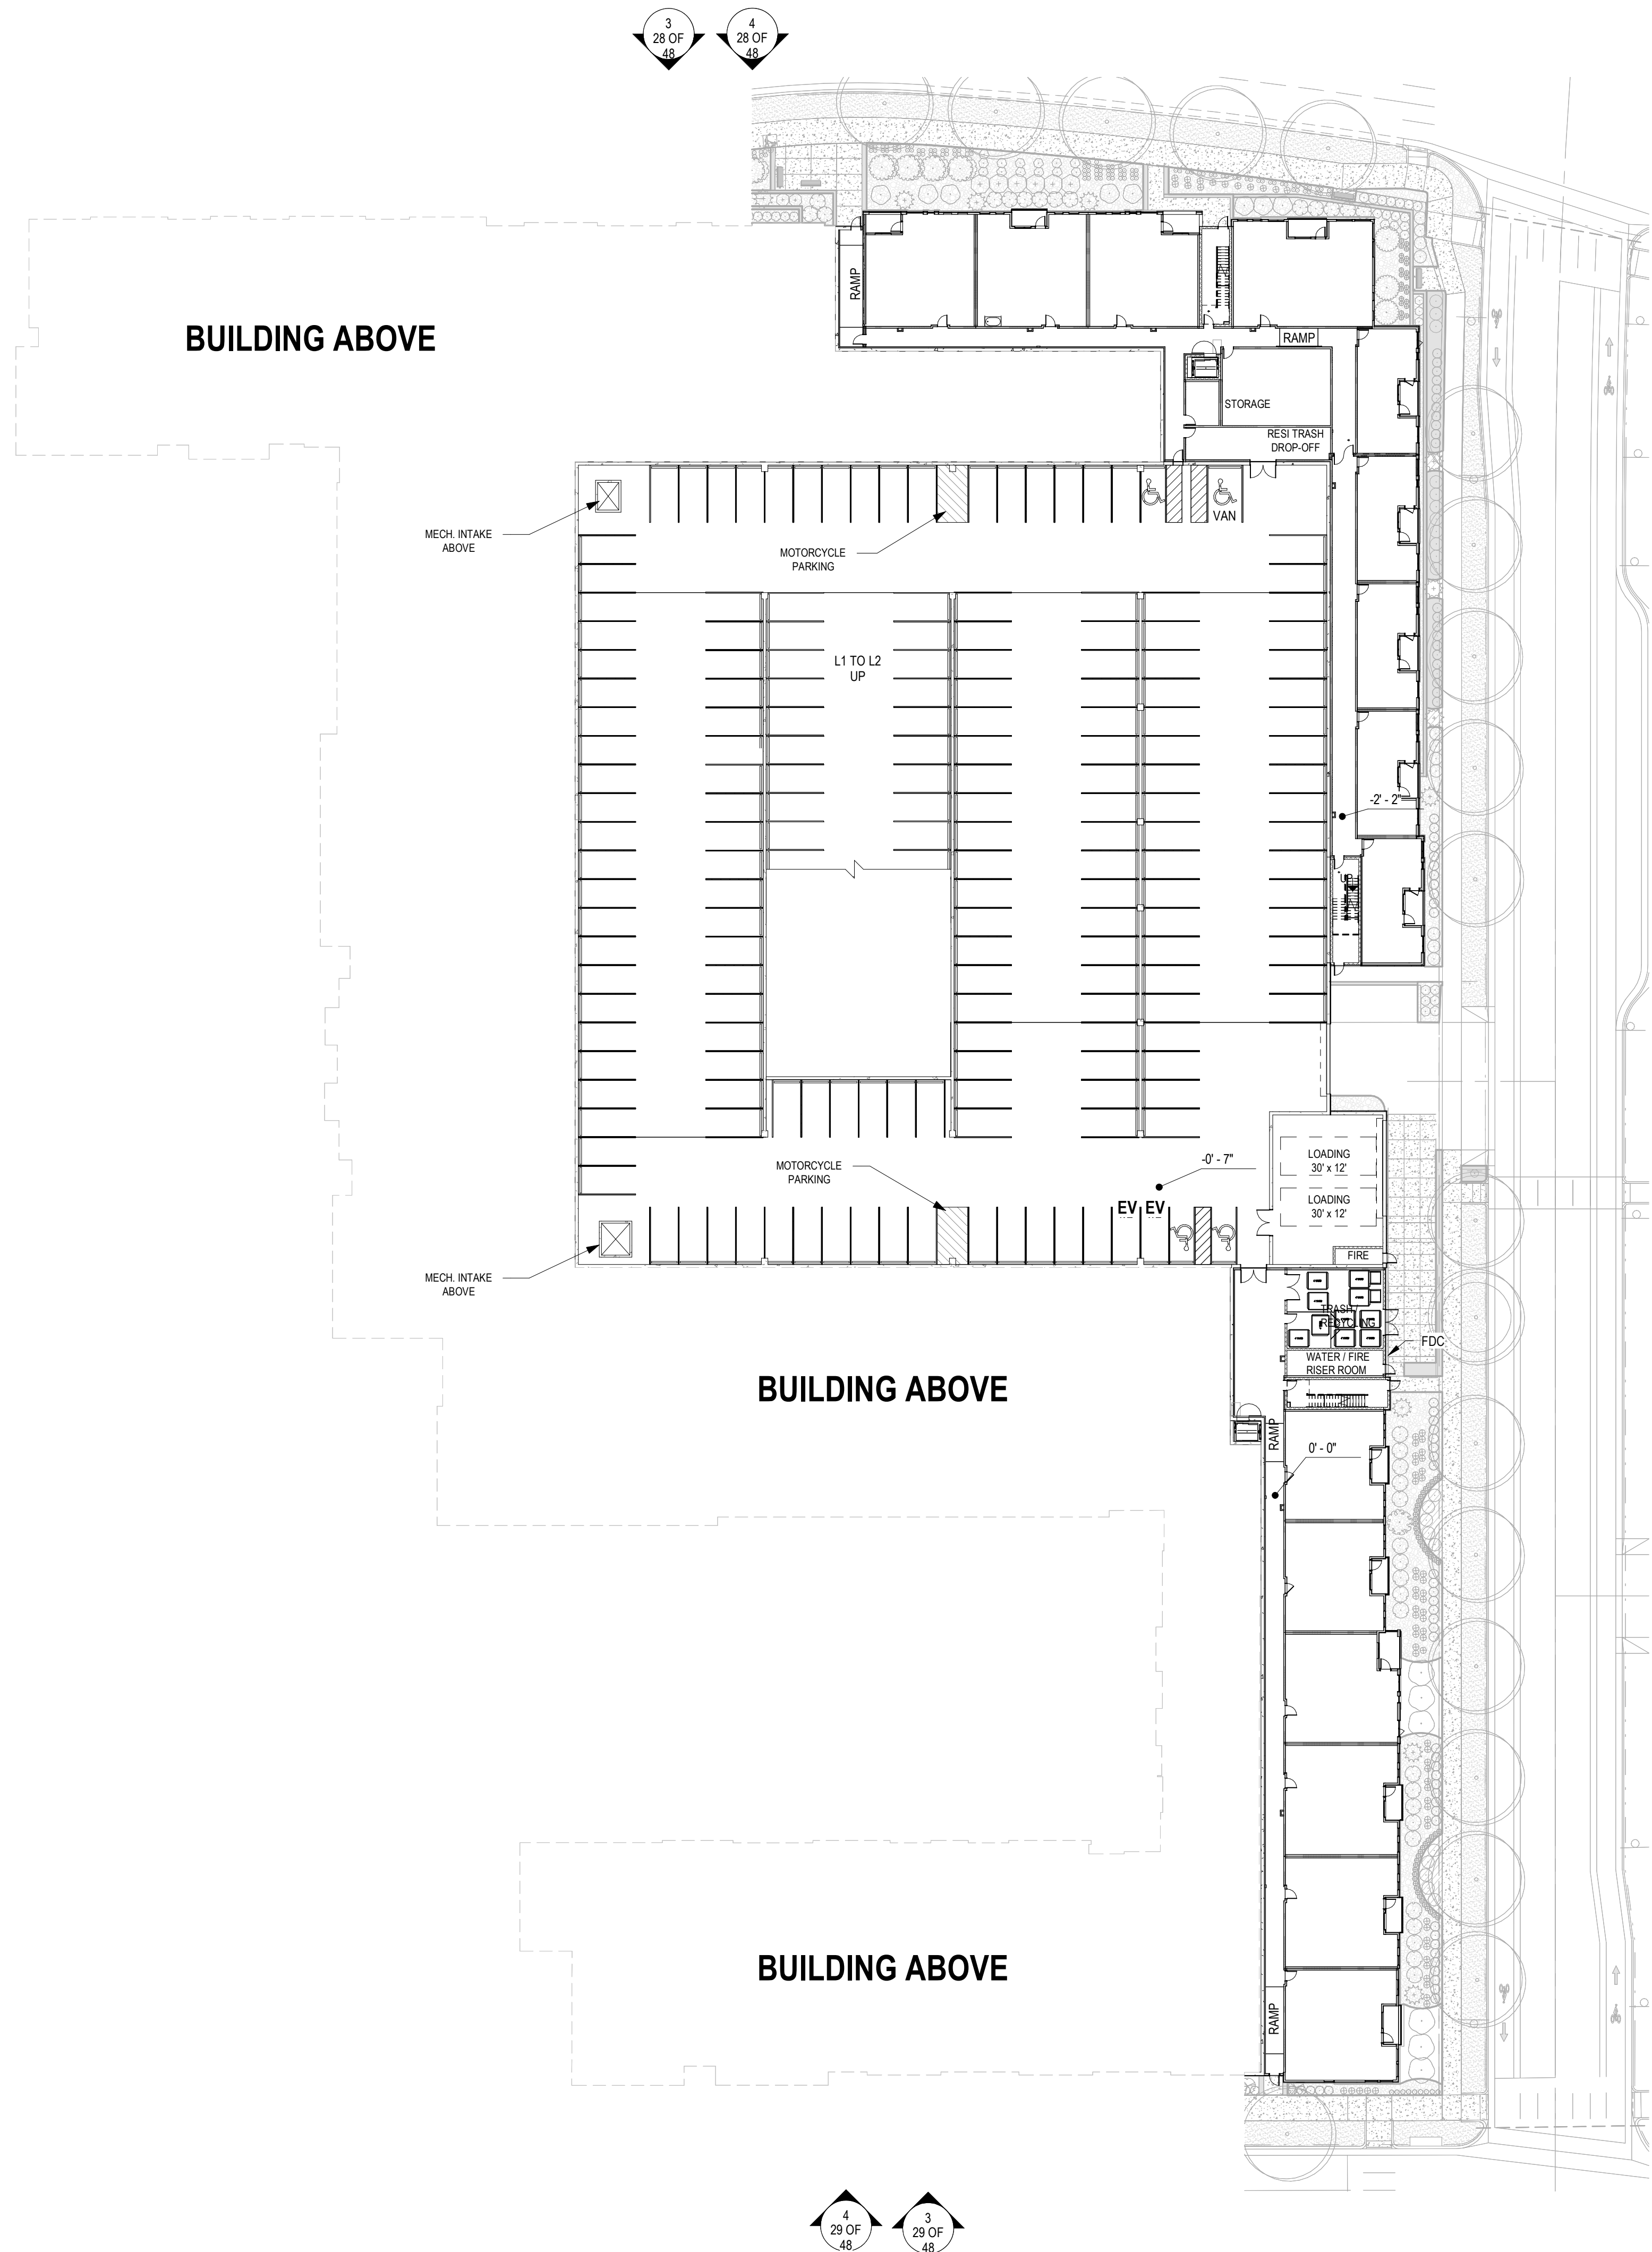 3
28 OF
48
4
28 OF
48
RAMP
BUILDING ABOVE
RAMP
STORAGE
RESI TRASH
DROP-OFF
VAN
MECH. INTAKE
ABOVE
MOTORCYCLE
PARKING
L1 TO L2
UP
-2' - 2"
UP
MOTORCYCLE
PARKING
-0' - 7"
LOADING
30' x 12'
LOADING
30' x 12'
EV EV
FIRE
MECH. INTAKE
ABOVE
TRASH /
RECYCLING
FDC
WATER / FIRE
RISER ROOM
BUILDING ABOVE
RAMP
0' - 0"
BUILDING ABOVE
RAMP
4
29 OF
48
3
29 OF
48